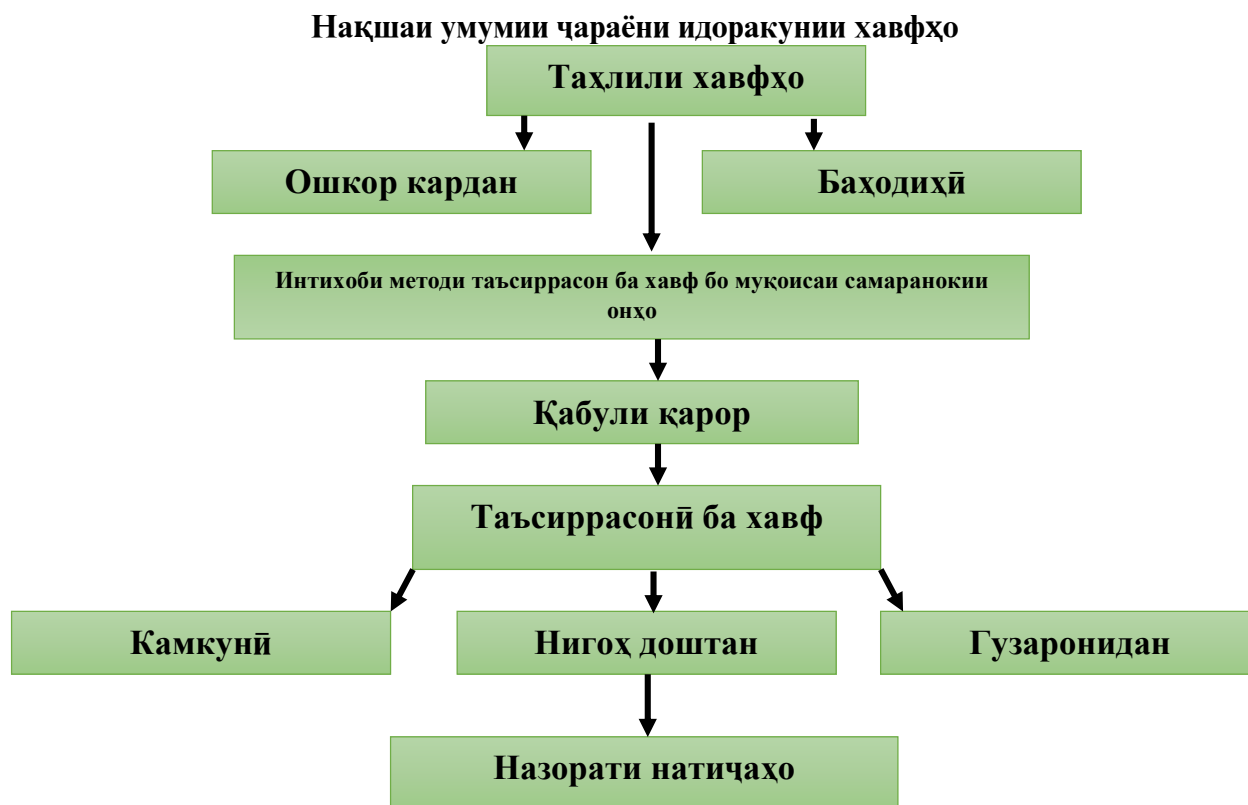 Нақшаи умумии ҷараёни идоракунии хавфҳо
Таҳлили хавфҳо
Ошкор кардан
Баҳодиҳӣ
Интихоби методи таъсиррасон ба хавф бо муқоисаи самаранокии
онҳо
Қабули қарор
Таъсиррасонӣ ба хавф
Камкунӣ
Нигоҳ доштан
Гузаронидан
Назорати натиҷаҳо